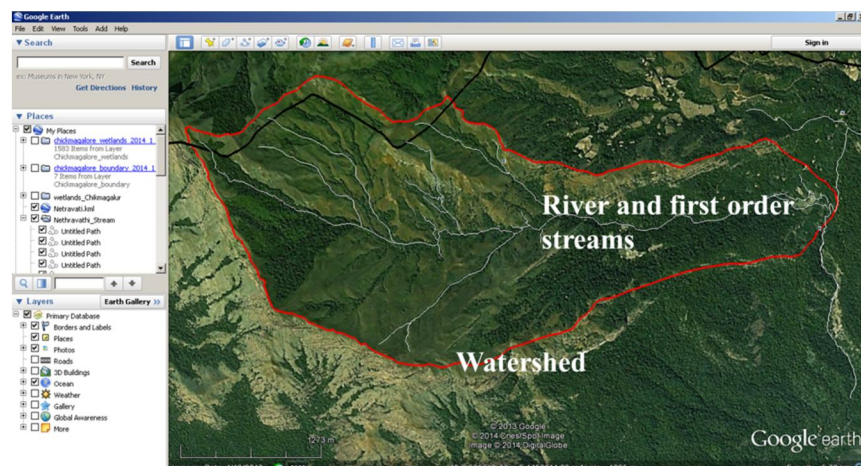 Google Earth
File Edit View Tools Add Help
Sign in
▼ Search
Search
ex: Museums in New York, NY
Get Directions History
▼ Places
My Places
chickmagalore_wetlands_2014_1
1583 Items from Layer
Chickmagalore_wetlands
chickmagalore_boundary_2014_1
7 Items from Layer
Chickmagalore_boundary
wetlands_Chikmagalur
Netravati.kml
Nethravathi_Stream
Untitled Path
Untitled Path
Untitled Path
Untitled Path
▼ Layers
Earth Gallery >>
Primary Database
Borders and Labels
Places
Photos
Roads
3D Buildings
Ocean
Weather
Gallery
Global Awareness
More
River and first order
streams
Watershed
1273 m
© 2013 Google
© 2014 Cnes/Spot Image
Image © 2014 DigitalGlobe
Google earth